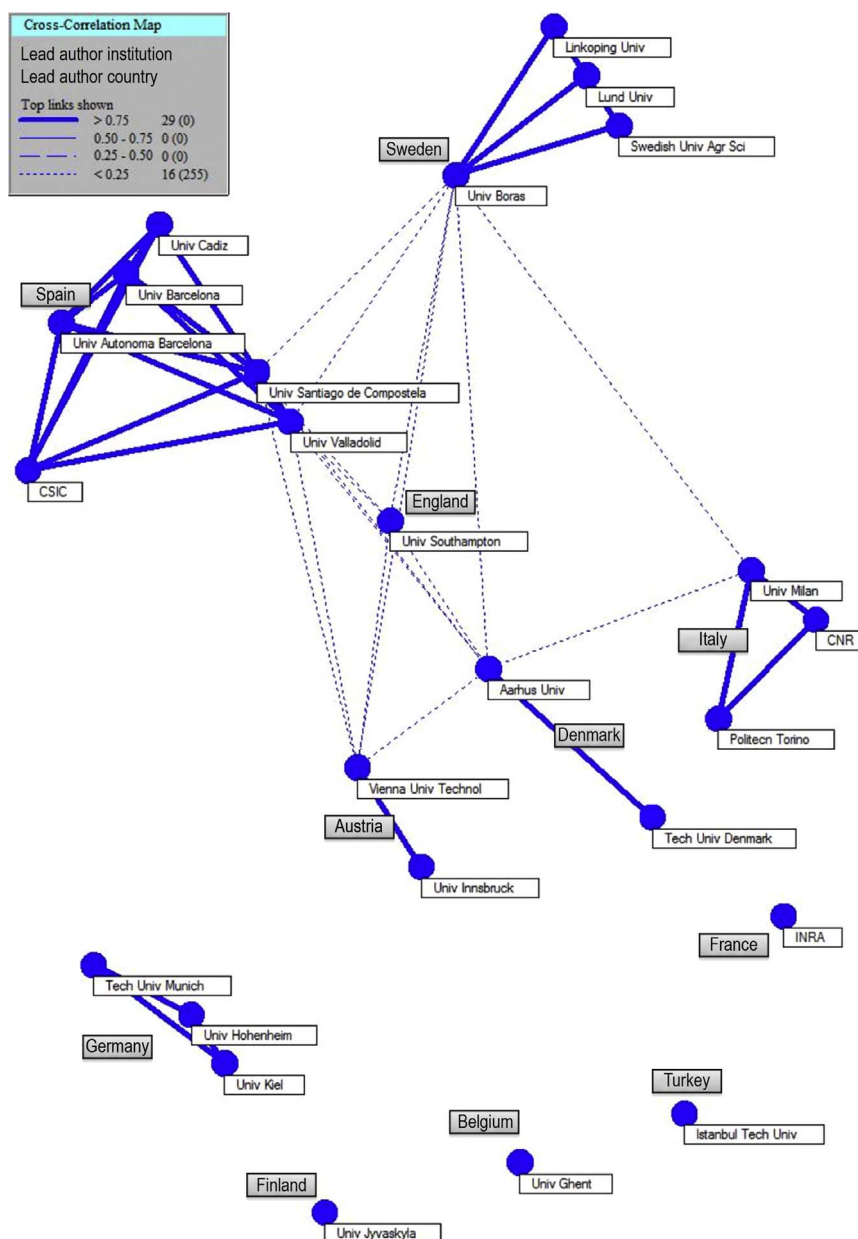 Cross-Correlation Map
Lead author institution
Lead author country
Top links shown
> 0.75 29 (0)
0.50 - 0.75 0 (0)
0.25 - 0.50 0 (0)
< 0.25 16 (255)
Linkoping Univ
Lund Univ
Swedish Univ Agr Sci
Sweden
Univ Boras
Univ Cadiz
Univ Barcelona
Spain
Univ Autonoma Barcelona
Univ Santiago de Compostela
Univ Valladolid
CSIC
England
Univ Southampton
Univ Milan
CNR
Italy
Politecn Torino
Aarhus Univ
Denmark
Vienna Univ Technol
Tech Univ Denmark
Austria
Univ Innsbruck
France
INRA
Tech Univ Munich
Univ Hohenheim
Germany
Univ Kiel
Turkey
Istanbul Tech Univ
Belgium
Univ Ghent
Finland
Univ Jyvaskyla